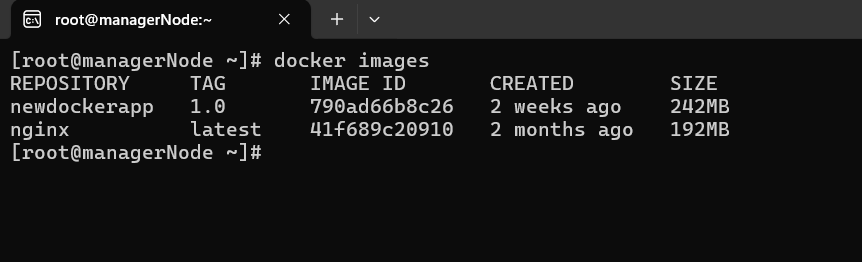 root@managerNode:~
[root@managerNode ~]# docker images
REPOSITORY     TAG       IMAGE ID       CREATED        SIZE
newdockerapp   1.0       790ad66b8c26   2 weeks ago    242MB
nginx          latest    41f689c20910   2 months ago   192MB
[root@managerNode ~]#